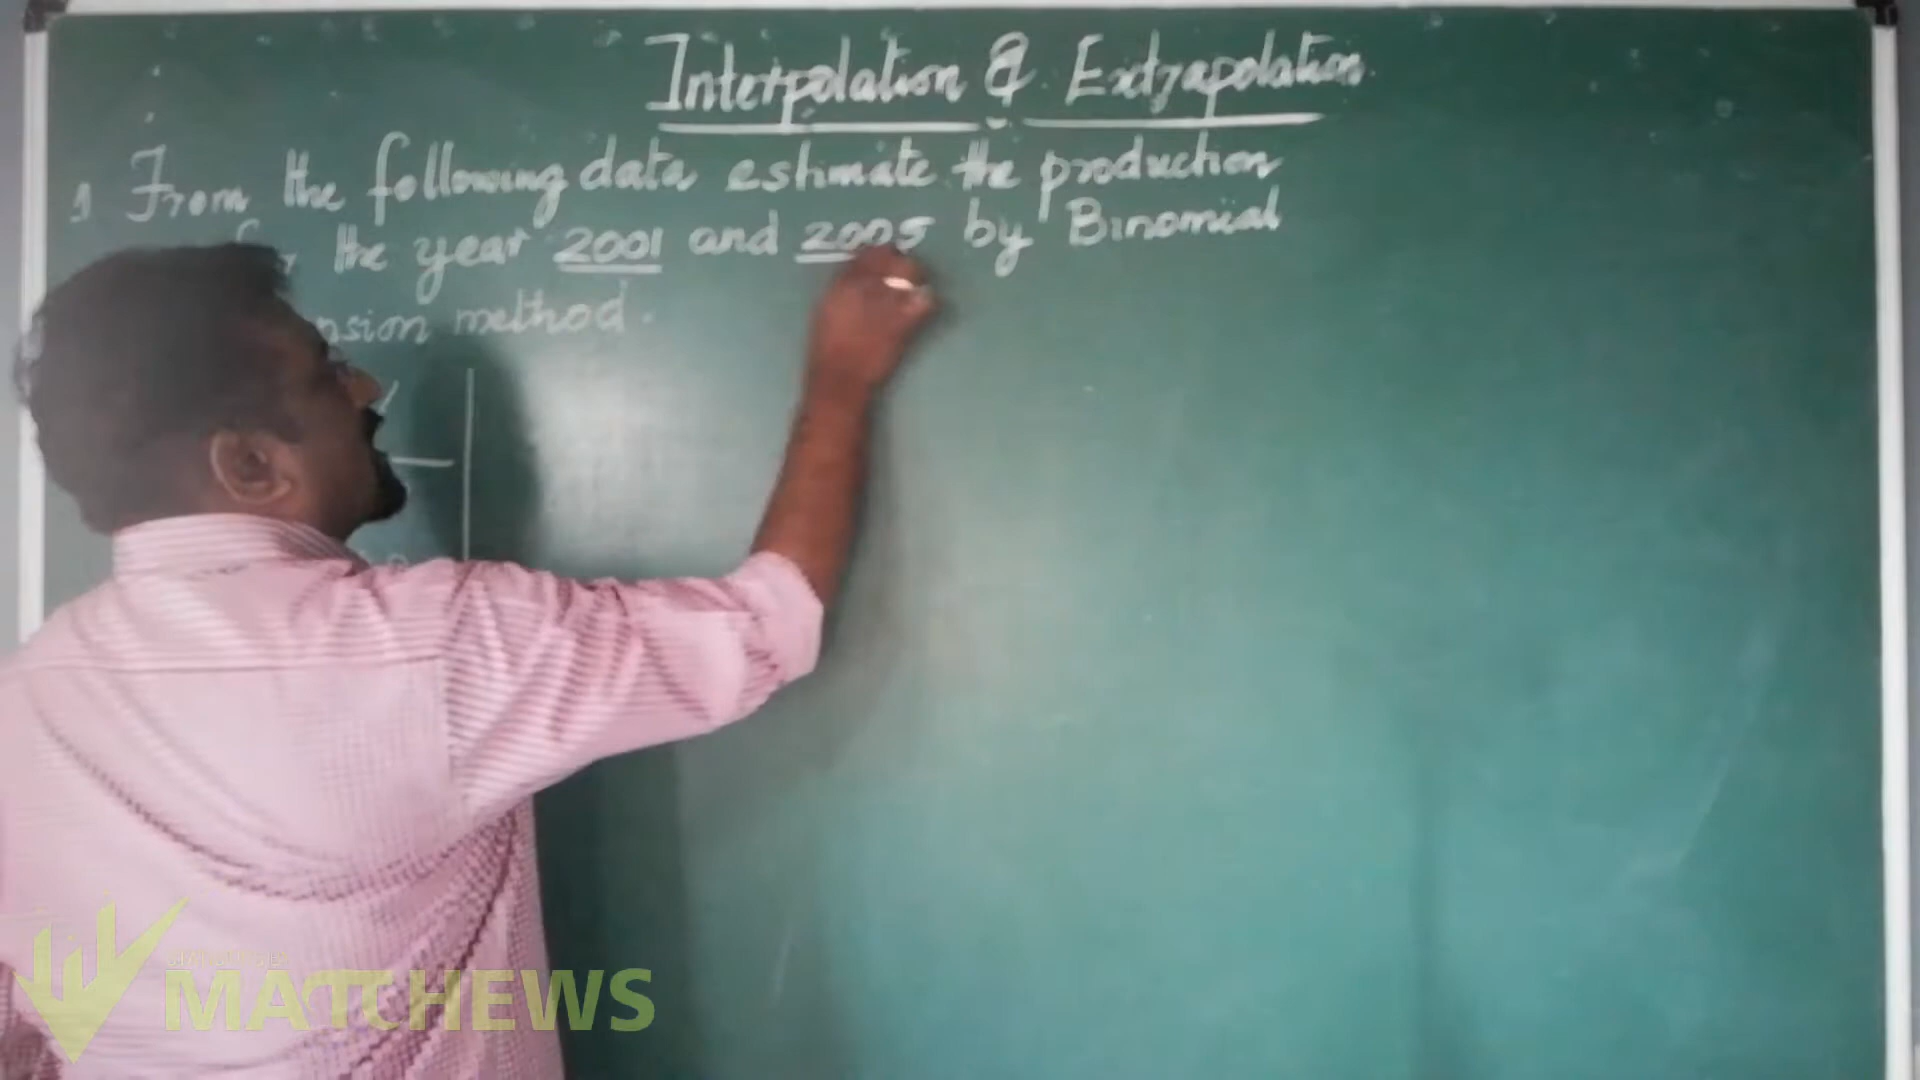 Interpolation & Extrapolation
1 From the following data estimate the production
the year 2001 and 2005 by Binomial
nsion method.
MATCHEWS